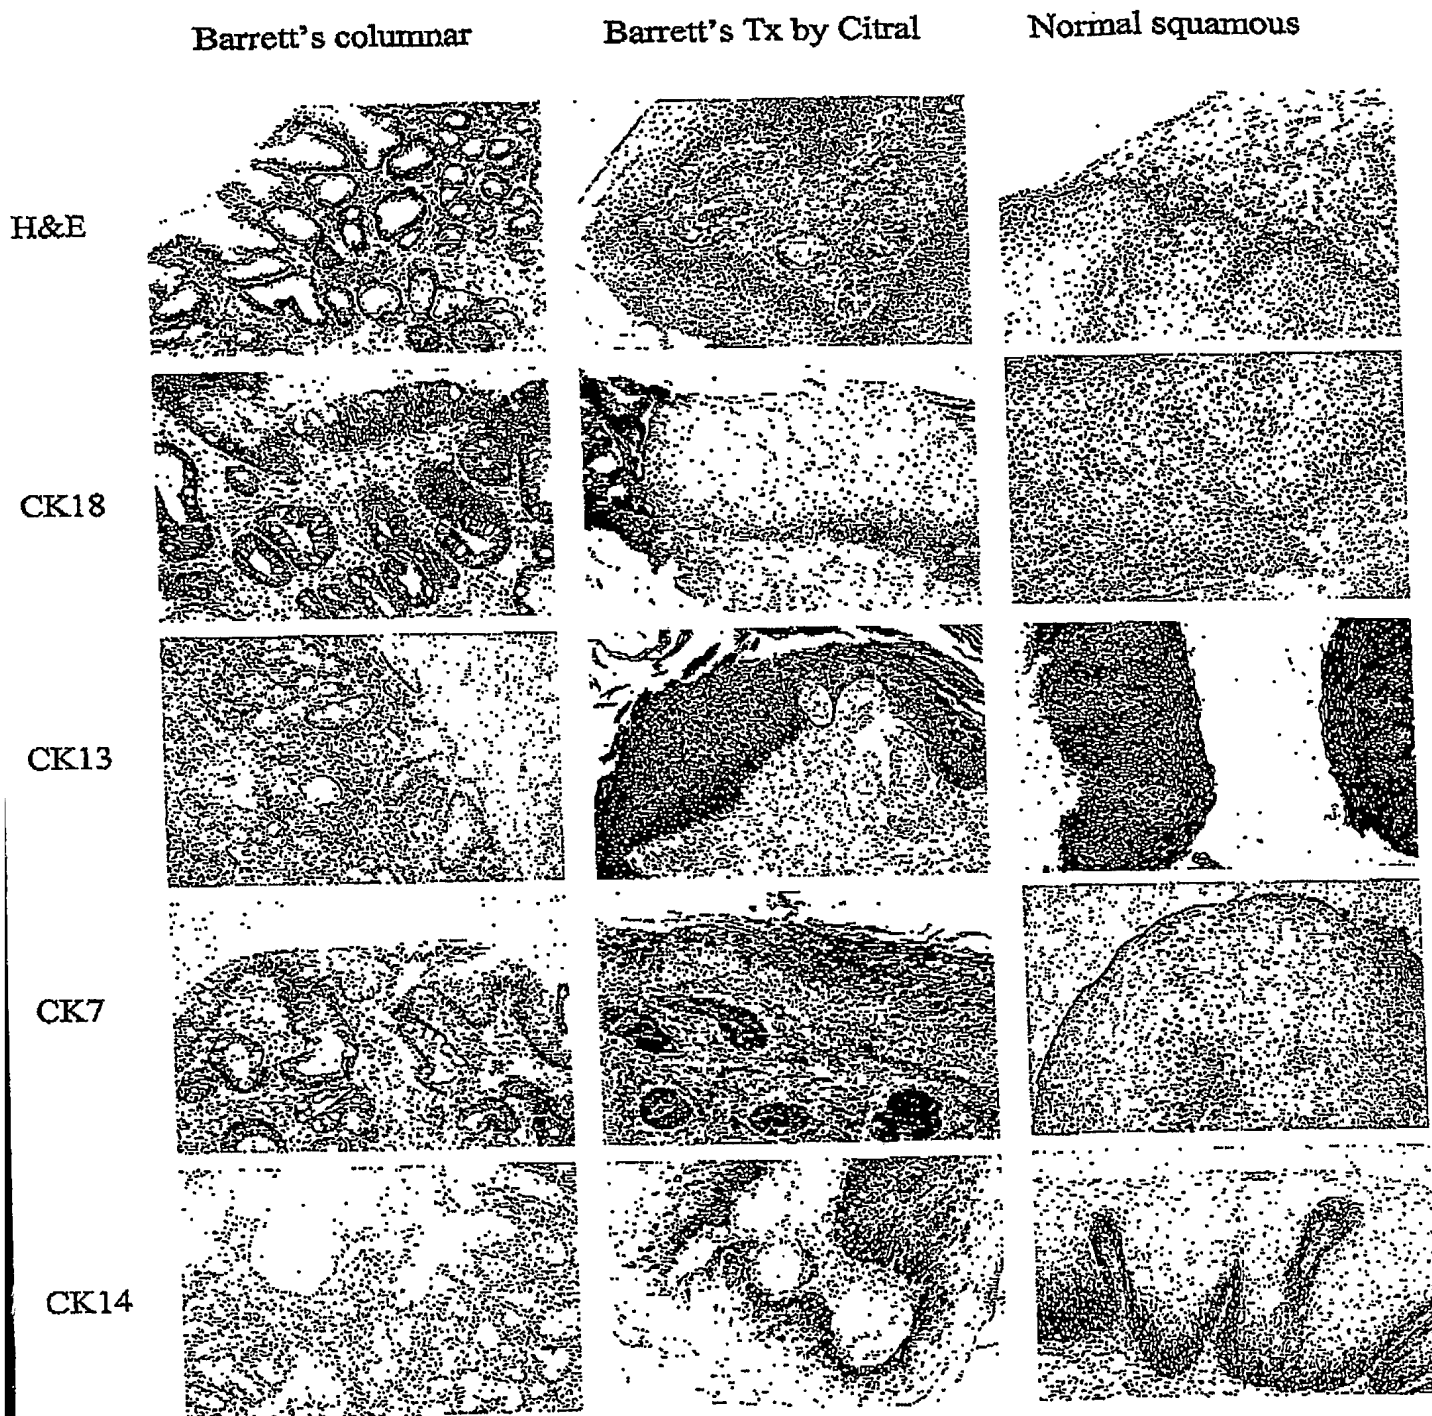 Barrett's columnar
Barrett's Tx by Citral
Normal squamous
H&E
CK18
CK13
CK7
CK14